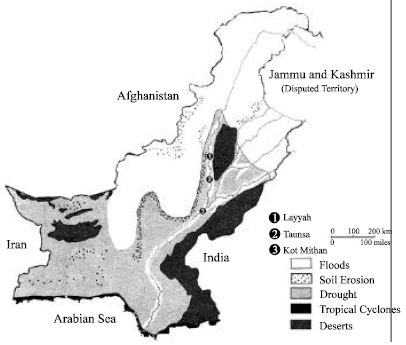 Jammu and Kashmir
(Disputed Territory)
Afghanistan
1 Layyah
2 Taunsa
3 Kot Mithan
0 100 200 km
0 100 miles
Iran
India
Arabian Sea
Floods
Soil Erosion
Drought
Tropical Cyclones
Deserts